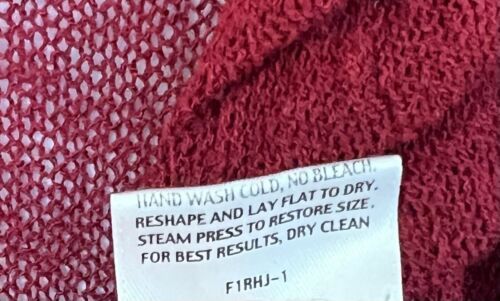 HAND WASH COLD, NO BLEACH.
RESHAPE AND LAY FLAT TO DRY.
STEAM PRESS TO RESTORE SIZE.
FOR BEST RESULTS, DRY CLEAN
F1RHJ-1